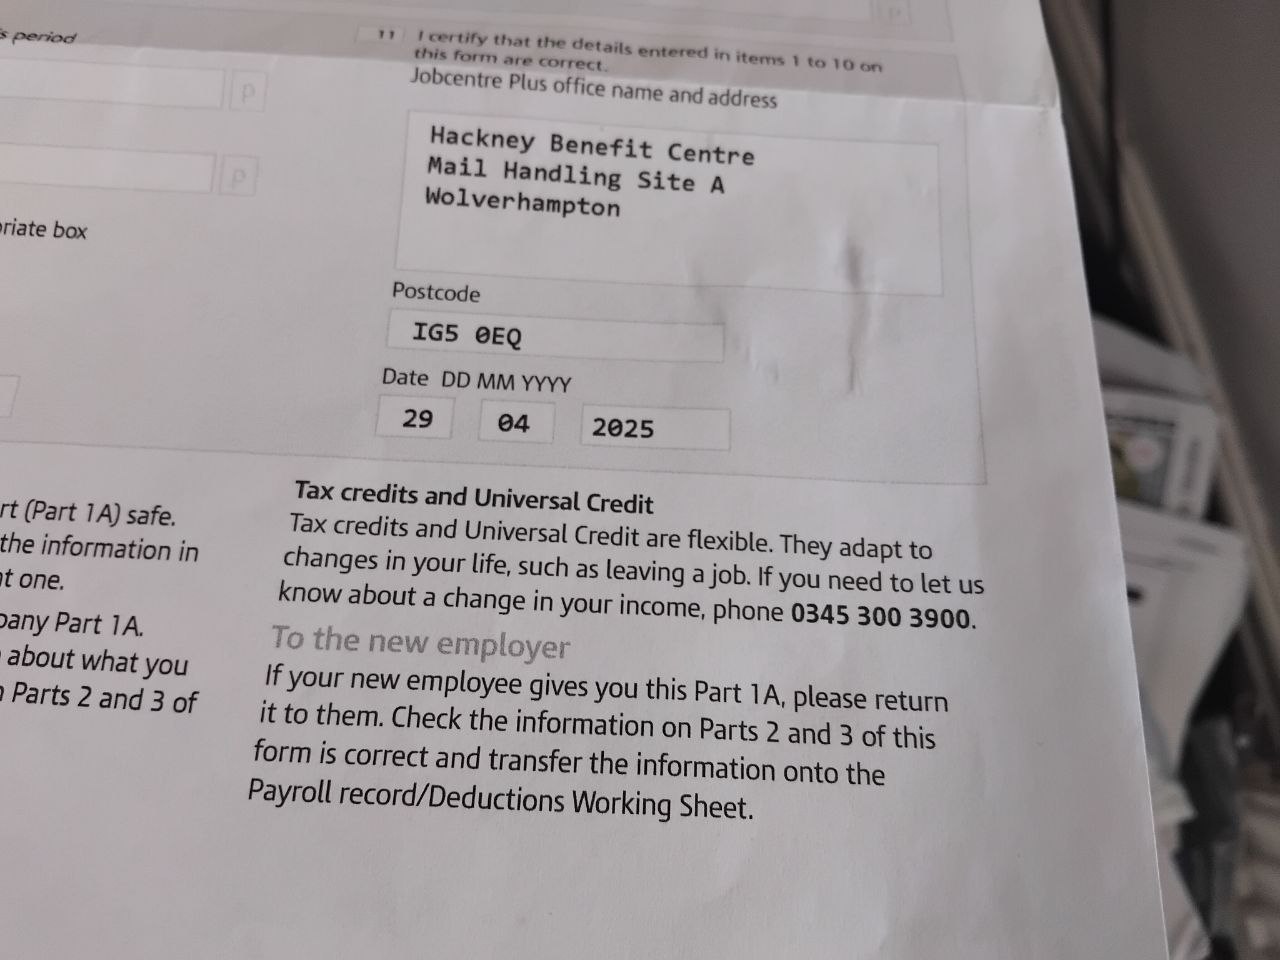 s period
p
p
riate box
11 I certify that the details entered in items 1 to 10 on
this form are correct.
Jobcentre Plus office name and address
Hackney Benefit Centre
Mail Handling Site A
Wolverhampton
Postcode
IG5 0EQ
Date DD MM YYYY
29 04 2025
rt (Part 1A) safe.
the information in
t one.
pany Part 1A.
about what you
Parts 2 and 3 of
Tax credits and Universal Credit
Tax credits and Universal Credit are flexible. They adapt to
changes in your life, such as leaving a job. If you need to let us
know about a change in your income, phone 0345 300 3900.
To the new employer
If your new employee gives you this Part 1A, please return
it to them. Check the information on Parts 2 and 3 of this
form is correct and transfer the information onto the
Payroll record/Deductions Working Sheet.